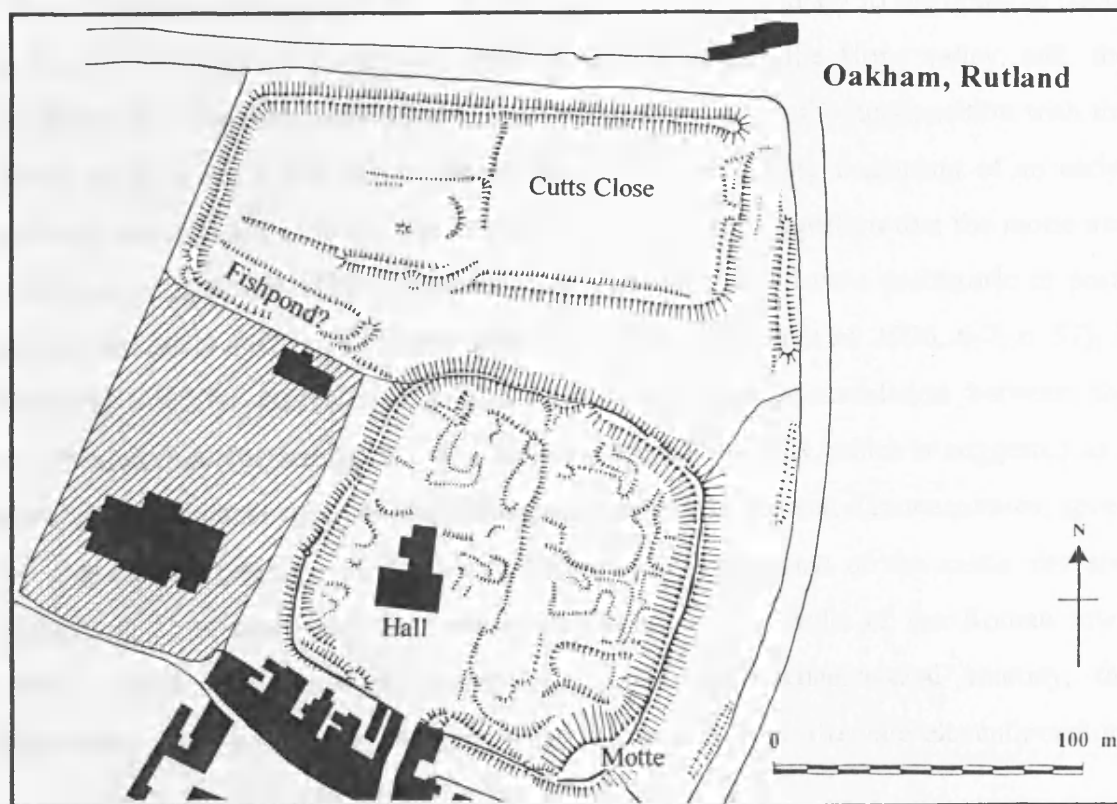 Oakham, Rutland
Cutts Close
Fishpond?
Hall
N
Motte
0 100 m